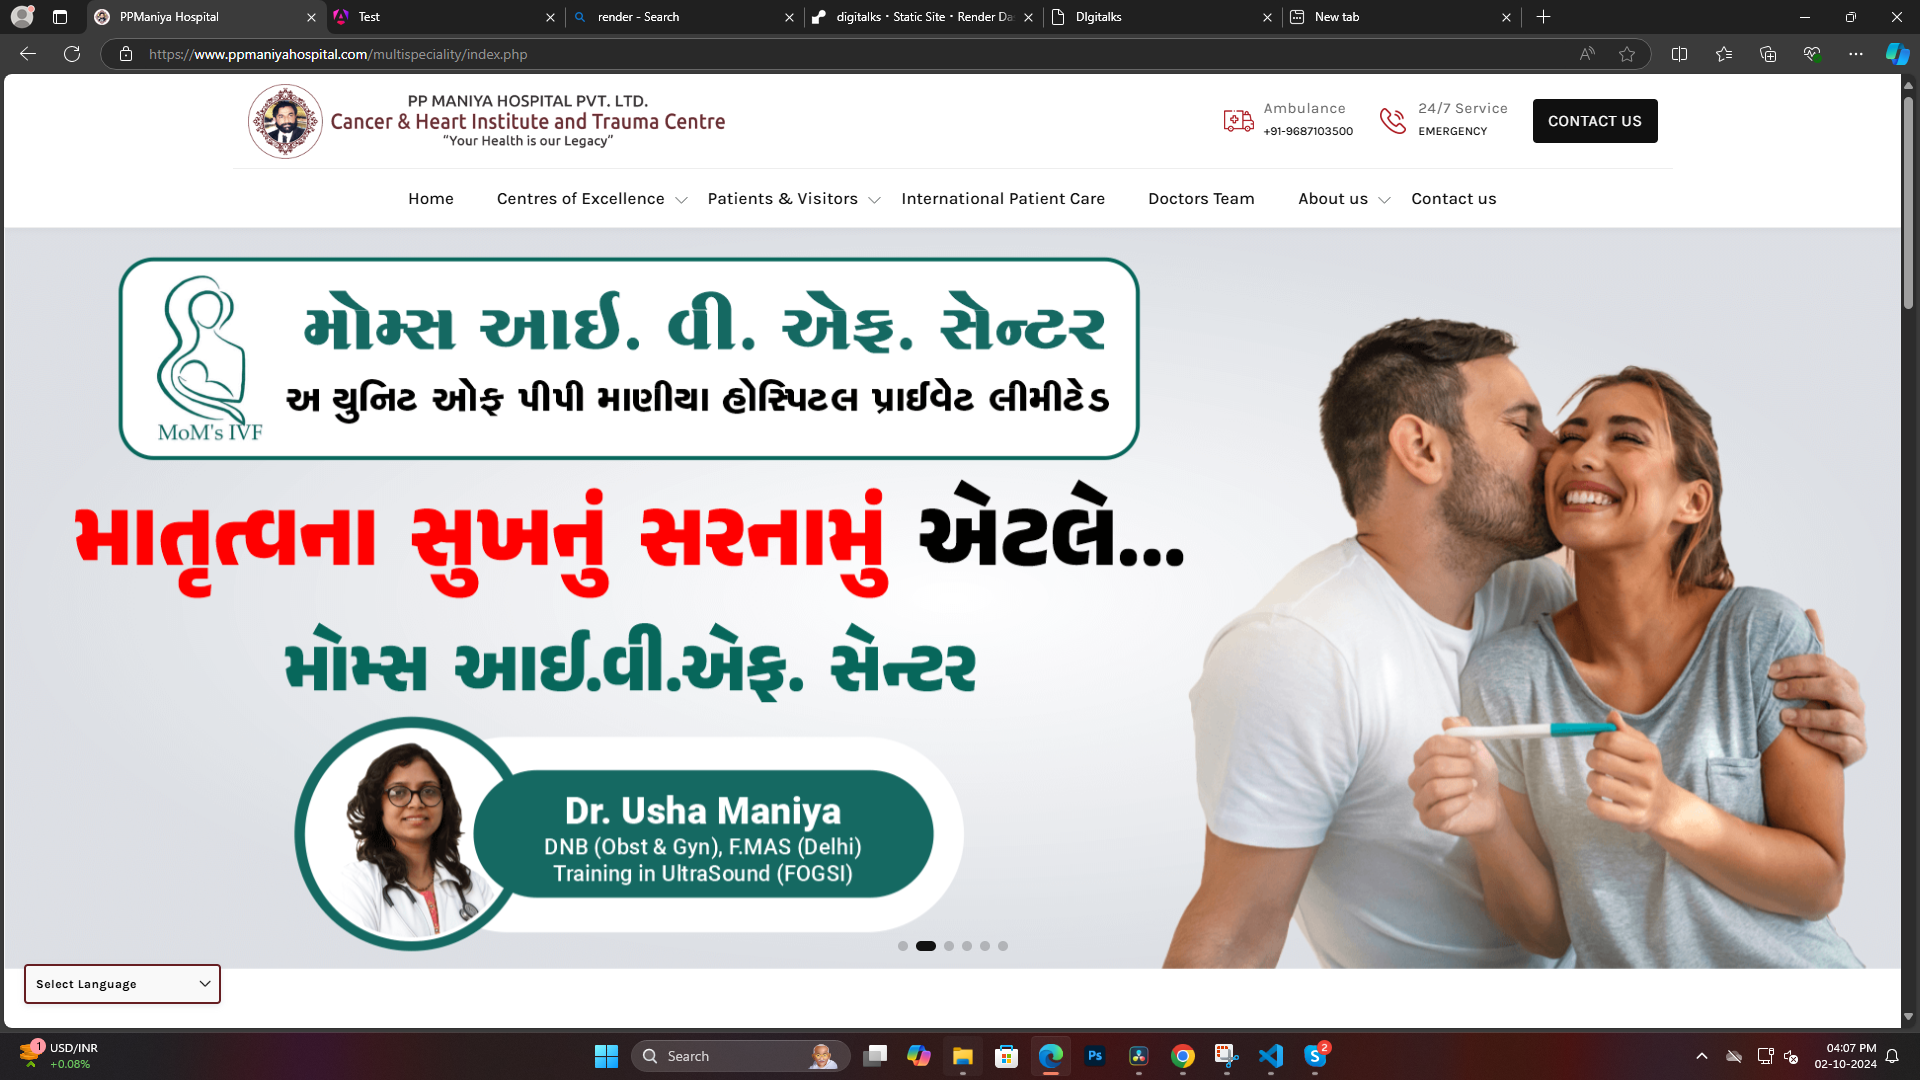 PPManiya Hospital
Test
render - Search
digitalks · Static Site · Render Da
DIgitalks
New tab
https://www.ppmaniyahospital.com/multispeciality/index.php
PP MANIYA HOSPITAL PVT. LTD.
Cancer & Heart Institute and Trauma Centre
“Your Health is our Legacy”
Ambulance
+91-9687103500
24/7 Service
EMERGENCY
CONTACT US
Home
Centres of Excellence
Patients & Visitors
International Patient Care
Doctors Team
About us
Contact us
મોમ્સ આઈ. વી. એફ. સેન્ટર
અ યુનિટ ઓફ પીપી માણીયા હોસ્પિટલ પ્રાઈવેટ લીમીટેડ
MoM's IVF
માતૃત્વના સુખનું સરનામું એટલે...
મોમ્સ આઈ.વી.એફ. સેન્ટર
Dr. Usha Maniya
DNB (Obst & Gyn), F.MAS (Delhi)
Training in UltraSound (FOGSI)
Select Language
1
USD/INR
+0.08%
Search
Ps
2
04:07 PM
02-10-2024